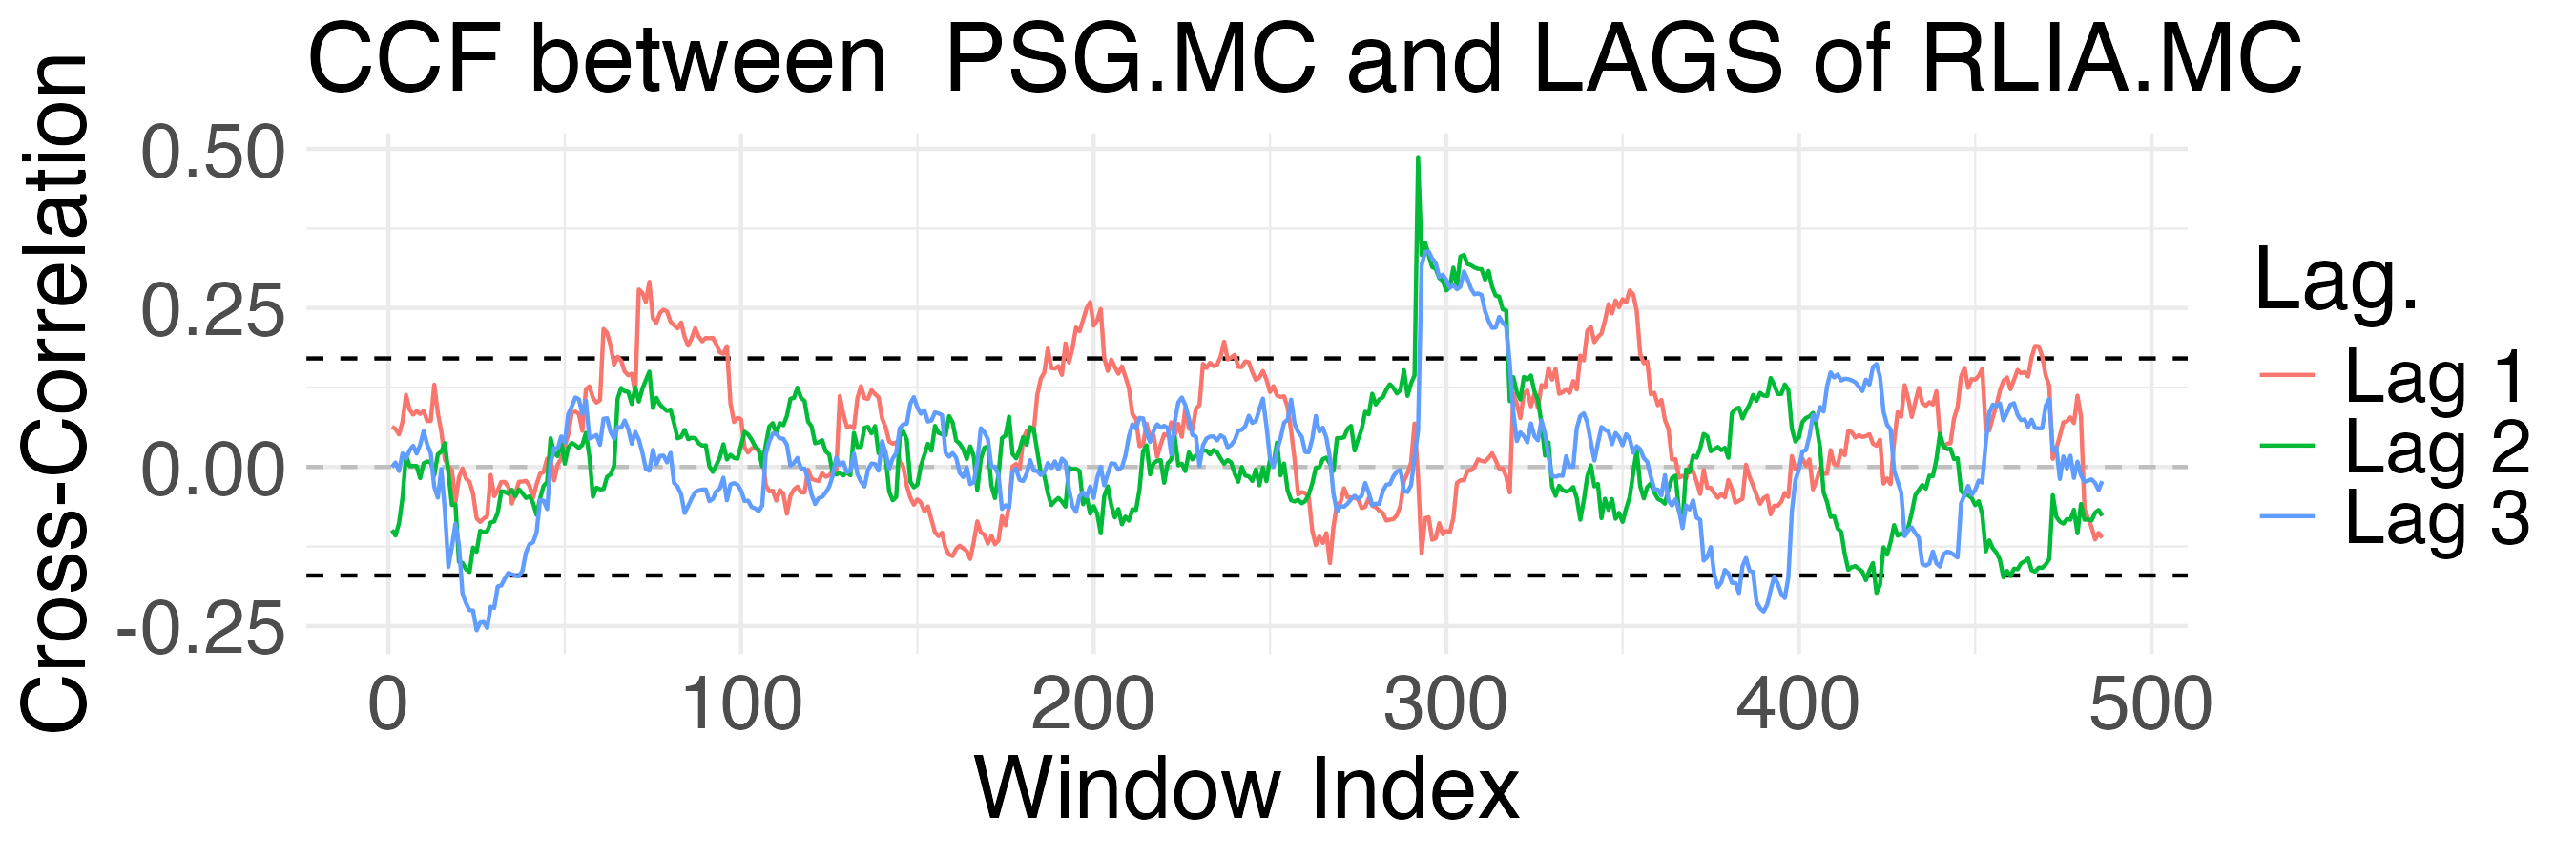 CCF between  PSG.MC and LAGS of RLIA.MC
Cross-Correlation
0.50
0.25
0.00
-0.25
0 100 200 300 400 500
Window Index
Lag.
Lag 1
Lag 2
Lag 3